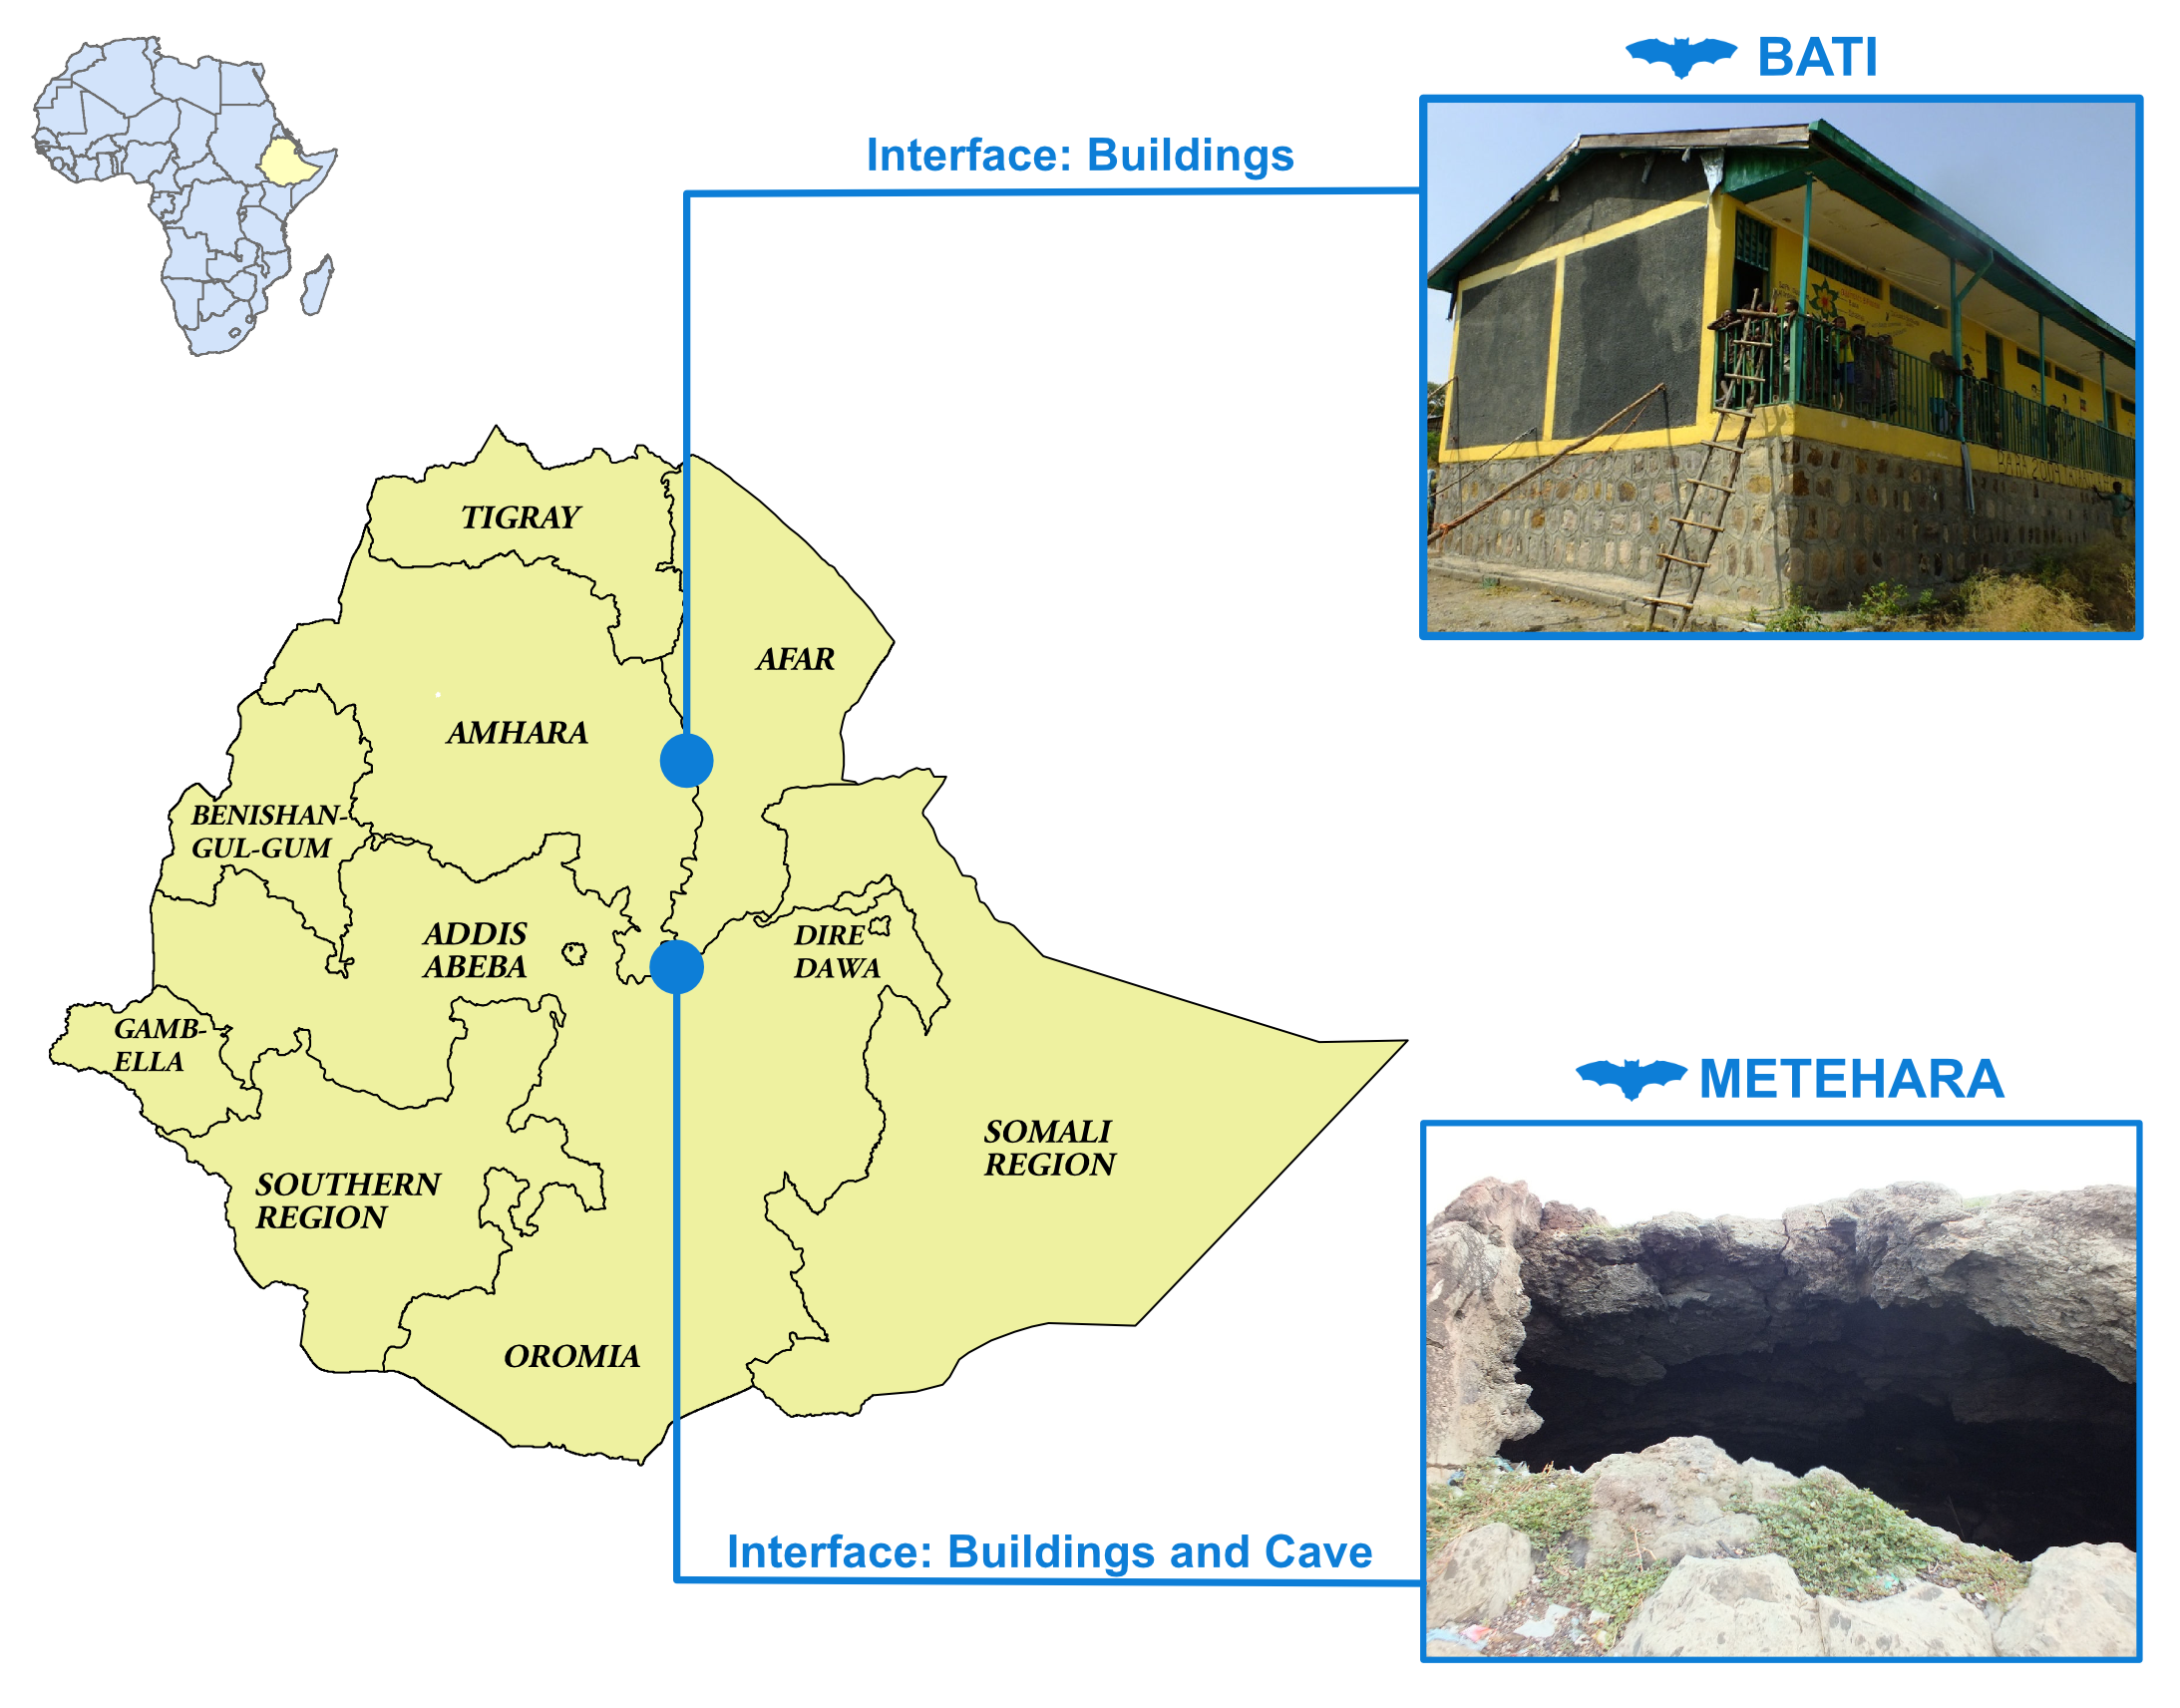 BATI
Interface: Buildings
TIGRAY
AFAR
AMHARA
BENISHAN-
GUL-GUM
ADDIS
ABEBA
DIRE
DAWA
GAMB-
ELLA
SOMALI
REGION
SOUTHERN
REGION
OROMIA
METEHARA
Interface: Buildings and Cave